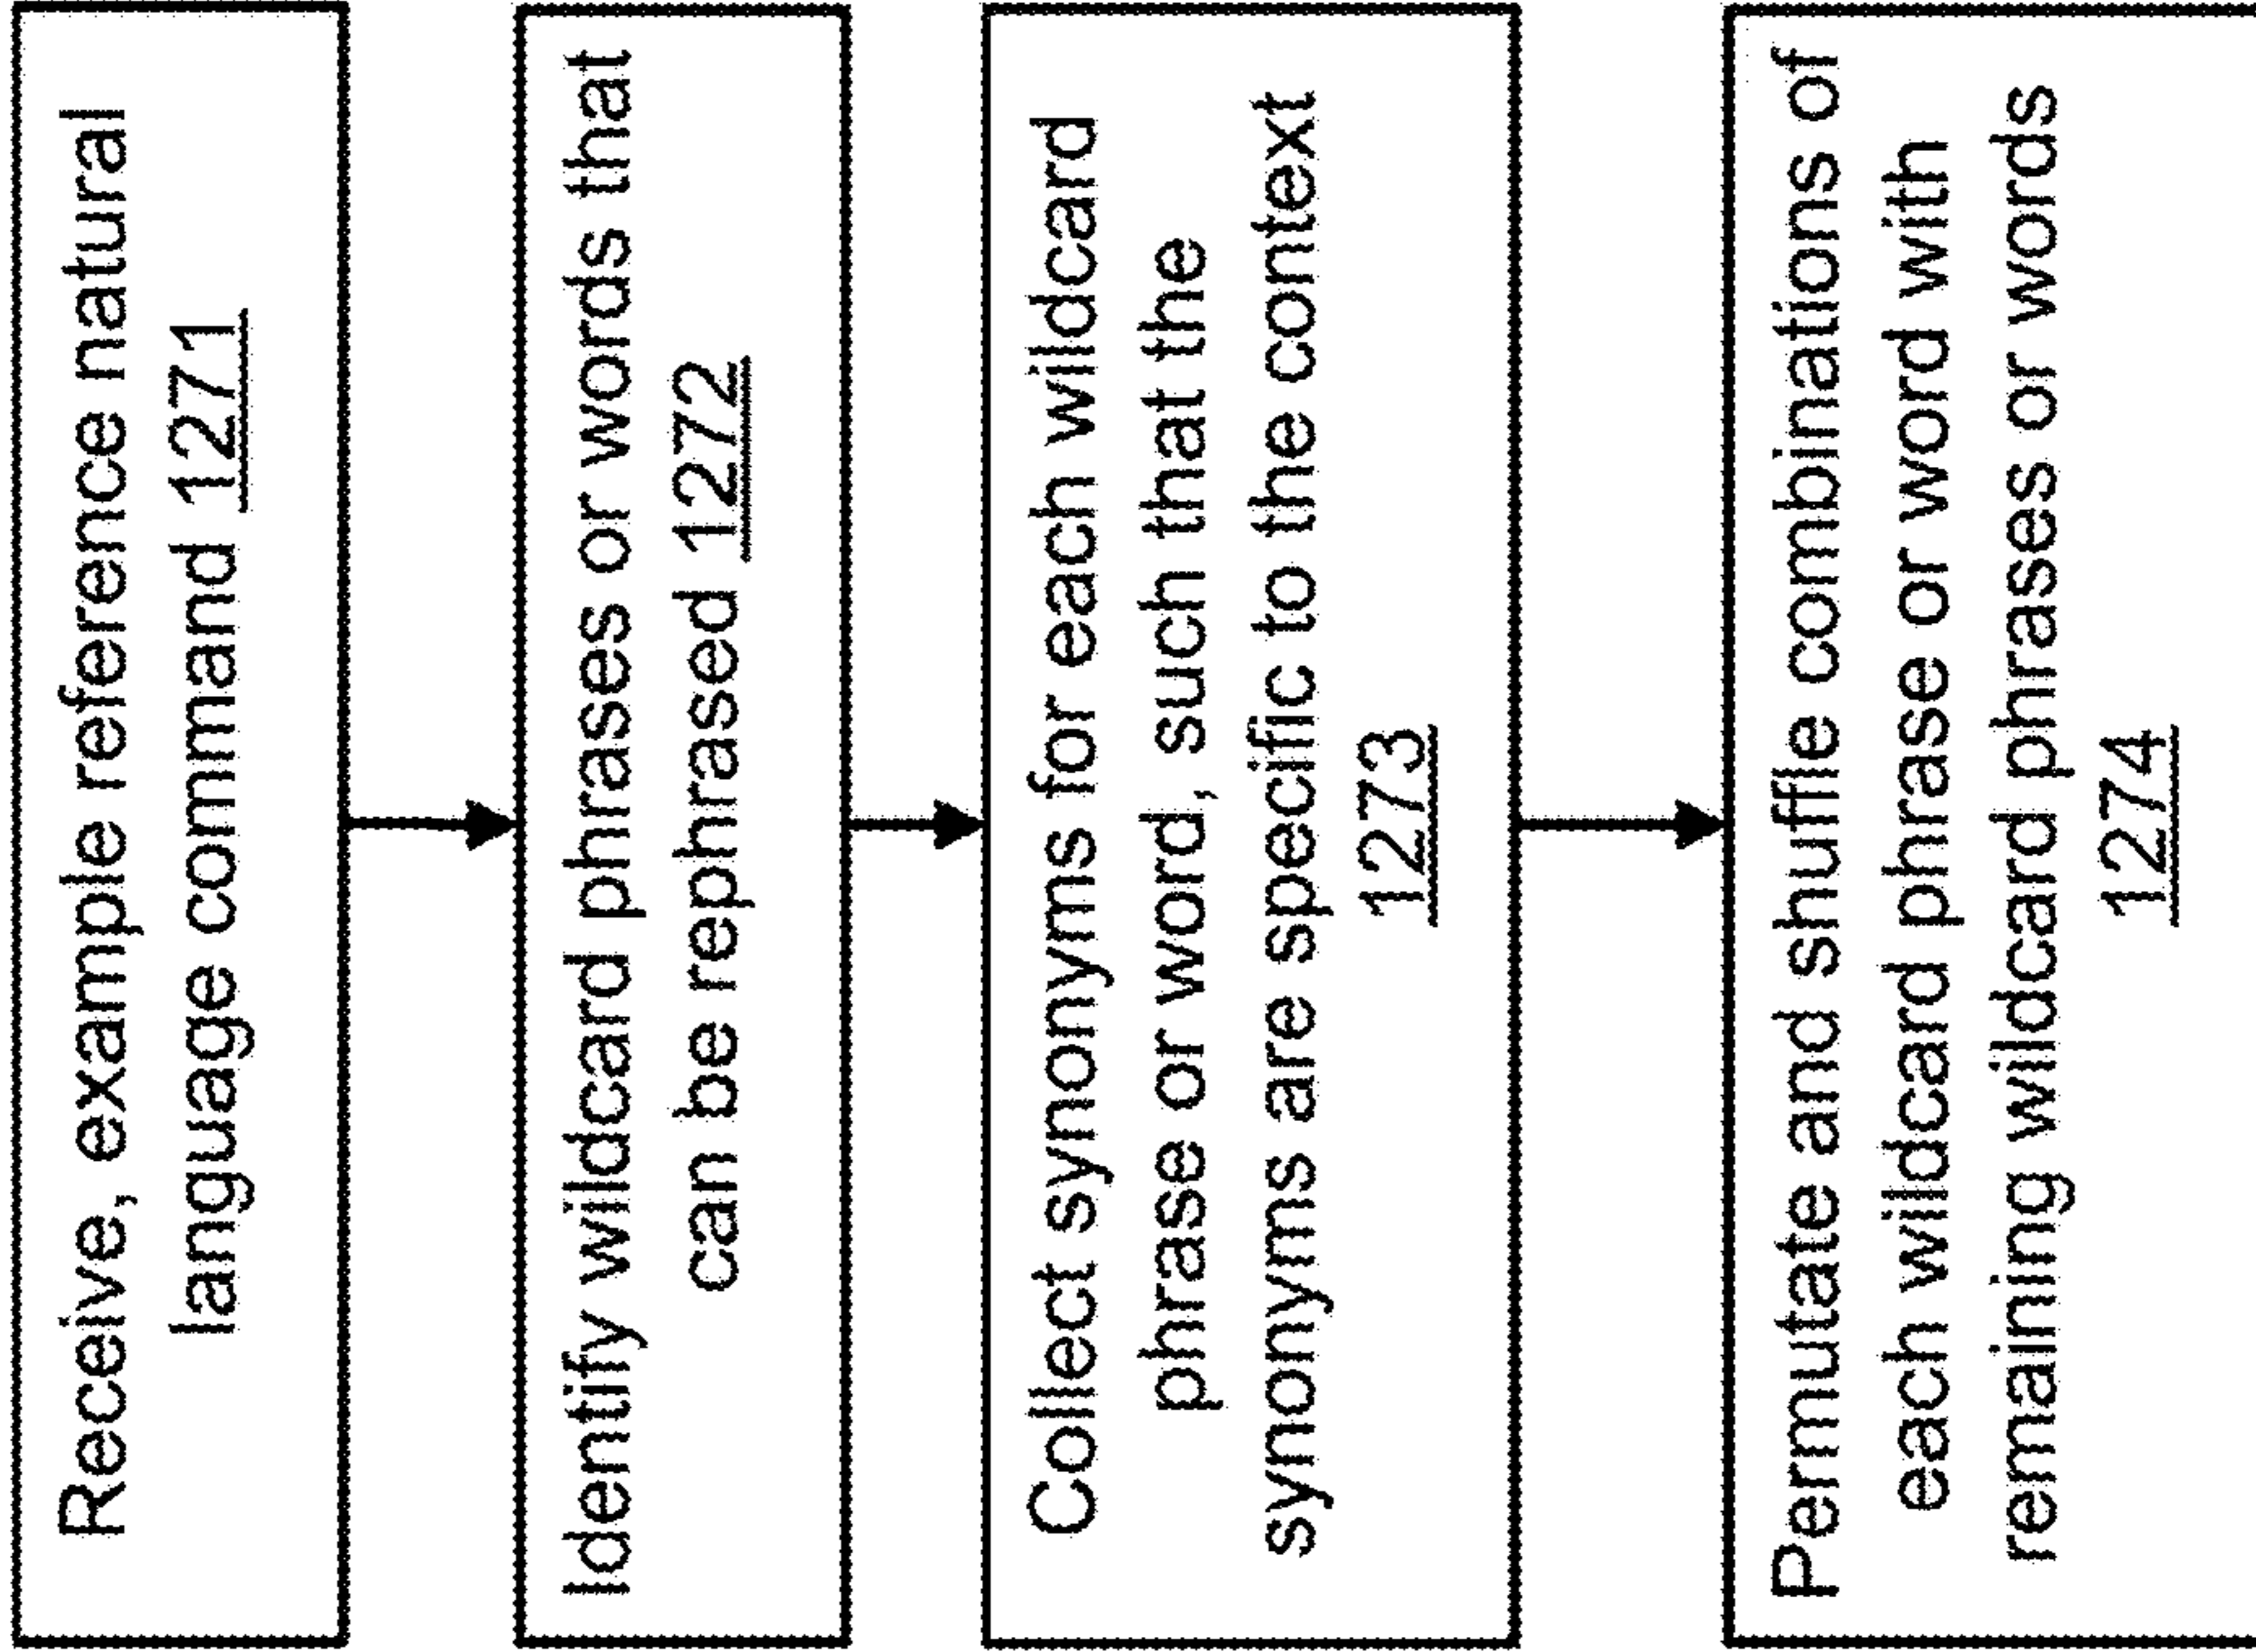 Receive, example reference natural
language command 1271
Identify wildcard phrases or words that
can be rephrased 1272
Collect synonyms for each wildcard
phrase or word, such that the
synonyms are specific to the context
1273
Permutate and shuffle combinations of
each wildcard phrase or word with
remaining wildcard phrases or words
1274